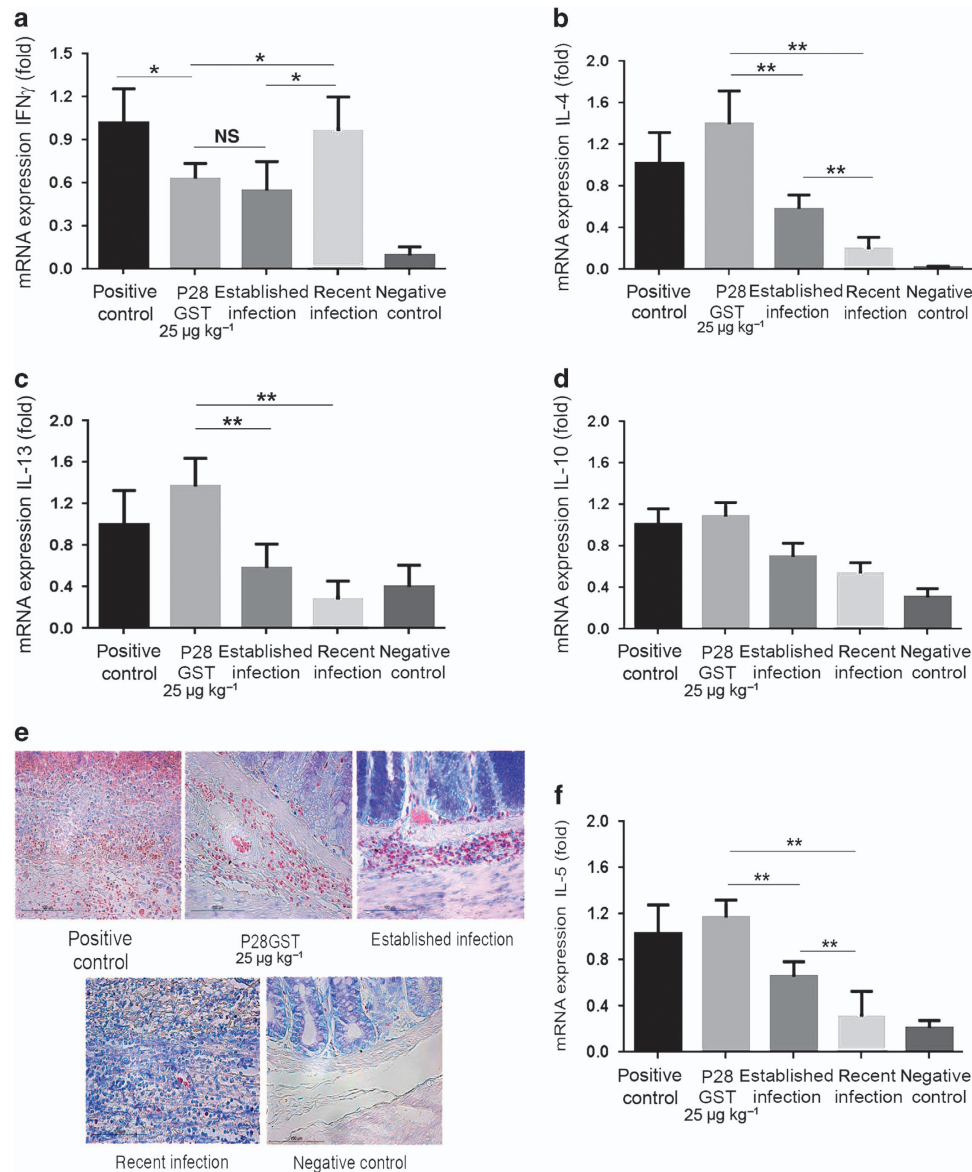 a
mRNA expression IFNγ (fold)
1.5
1.2
0.9
0.6
0.3
0.0
*
*
*
NS
Positive control
P28 GST 25 µg kg⁻¹
Established infection
Recent infection
Negative control
b
mRNA expression IL-4 (fold)
2.0
1.6
1.2
0.8
0.4
0.0
**
**
**
Positive control
P28 GST 25 µg kg⁻¹
Established infection
Recent infection
Negative control
c
mRNA expression IL-13 (fold)
2.0
1.6
1.2
0.8
0.4
0.0
**
**
Positive control
P28 GST 25 µg kg⁻¹
Established infection
Recent infection
Negative control
d
mRNA expression IL-10 (fold)
2.0
1.6
1.2
0.8
0.4
0.0
Positive control
P28 GST 25 µg kg⁻¹
Established infection
Recent infection
Negative control
e
Positive control
P28GST 25 µg kg⁻¹
Established infection
Recent infection
Negative control
f
mRNA expression IL-5 (fold)
2.0
1.6
1.2
0.8
0.4
0.0
**
**
**
Positive control
P28 GST 25 µg kg⁻¹
Established infection
Recent infection
Negative control